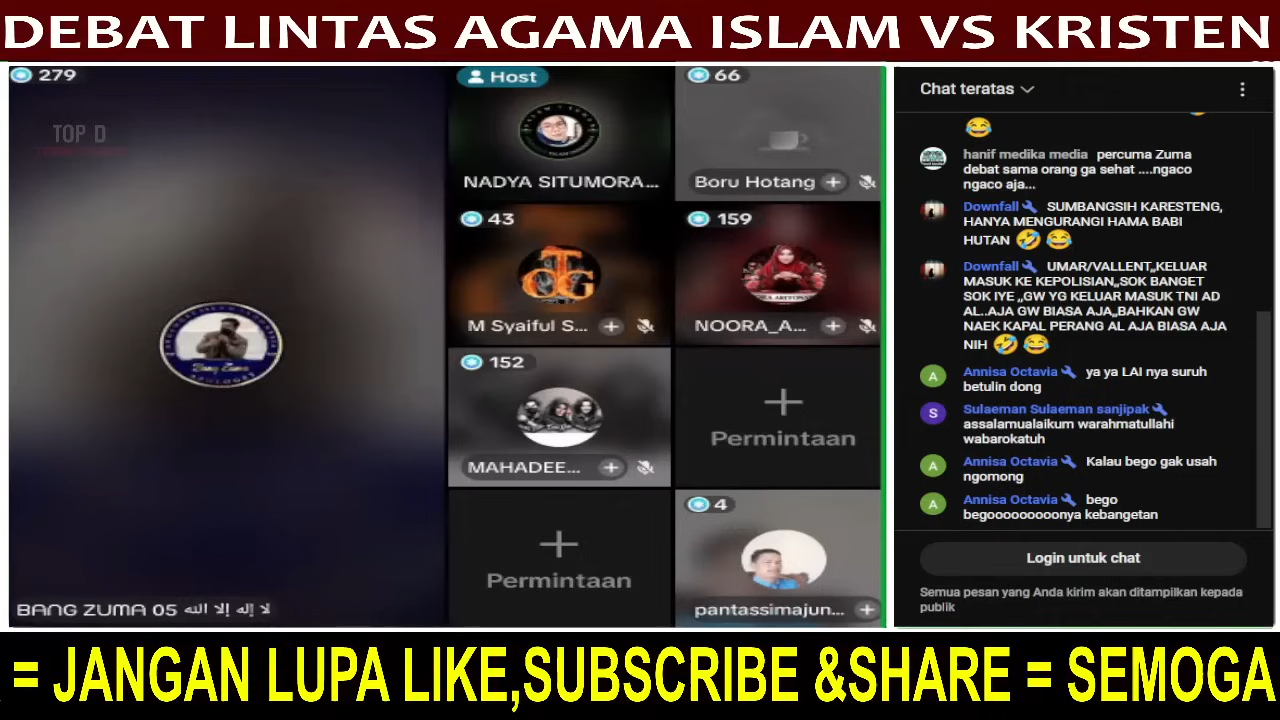 DEBAT LINTAS AGAMA ISLAM VS KRISTEN
279
TOP D
BANG ZUMA 05 لا إله إلا الله
Host
NADYA SITUMORA...
66
Boru Hotang
43
M Syaiful S...
159
NOORA_A...
152
MAHADEE...
Permintaan
Permintaan
4
pantassimajun...
Bang Zuma
Chat teratas
hanif medika media percuma Zuma
debat sama orang ga sehat ....ngaco
ngaco aja...
Downfall SUMBANGSIH KARESTENG,
HANYA MENGURANGI HAMA BABI
HUTAN 🤣 😂
Downfall UMAR/VALLENT,,KELUAR
MASUK KE KEPOLISIAN,,SOK BANGET
SOK IYE ,,GW YG KELUAR MASUK TNI AD
AL..AJA GW BIASA AJA,,BAHKAN GW
NAEK KAPAL PERANG AL AJA BIASA AJA
NIH 🤣 😂
A
Annisa Octavia ya ya LAI nya suruh
betulin dong
S
Sulaeman Sulaeman sanjipak
assalamualaikum warahmatullahi
wabarokatuh
A
Annisa Octavia Kalau bego gak usah
ngomong
A
Annisa Octavia bego
begooooooooonya kebangetan
Login untuk chat
Semua pesan yang Anda kirim akan ditampilkan kepada
publik
= JANGAN LUPA LIKE,SUBSCRIBE &SHARE = SEMOGA